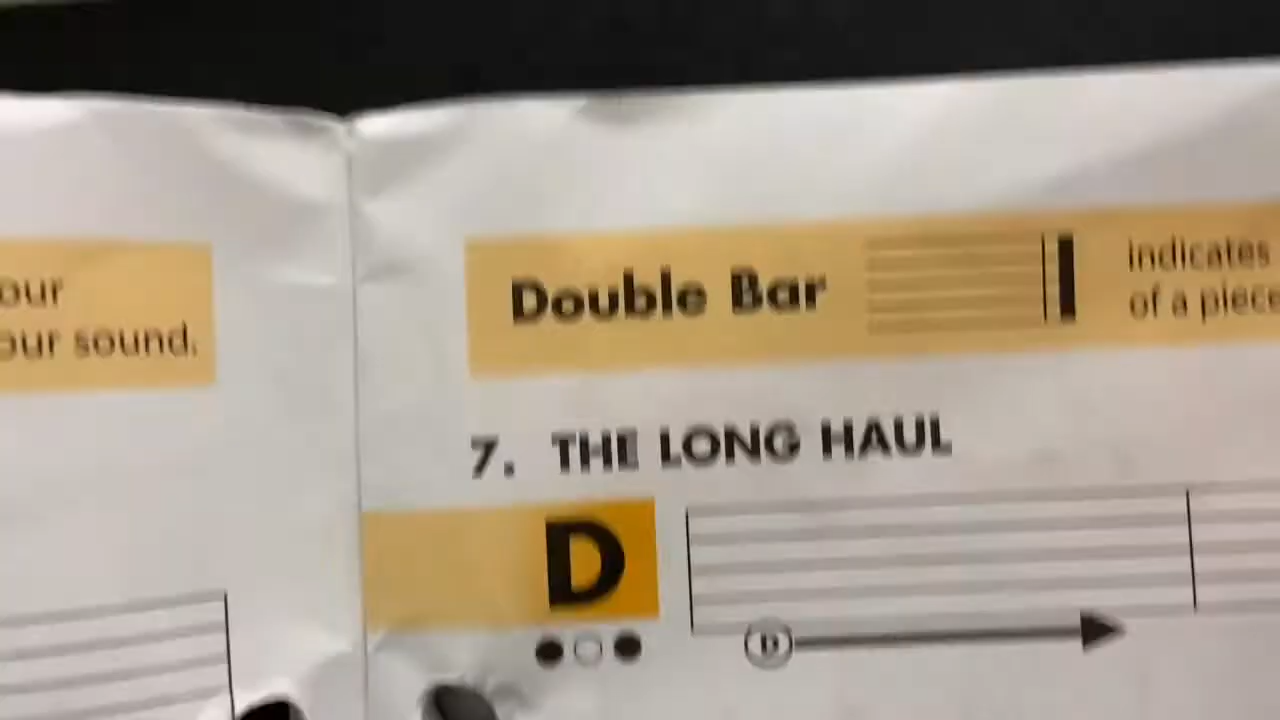 our
our sound.
Double Bar
indicates
of a piece
7. THE LONG HAUL
D
D